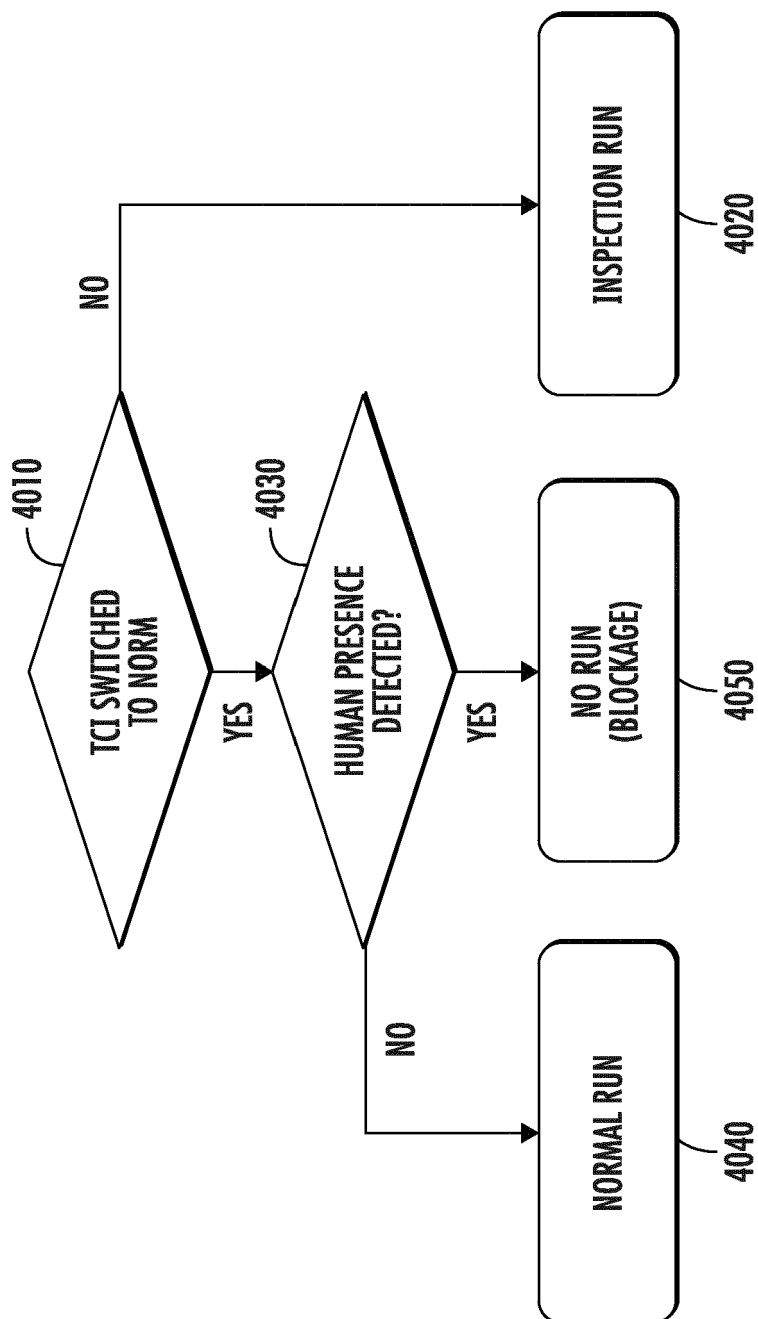 4010
TCI SWITCHED
TO NORM
NO
YES
4030
HUMAN PRESENCE
DETECTED?
NO
YES
NORMAL RUN
4040
NO RUN
(BLOCKAGE)
4050
INSPECTION RUN
4020